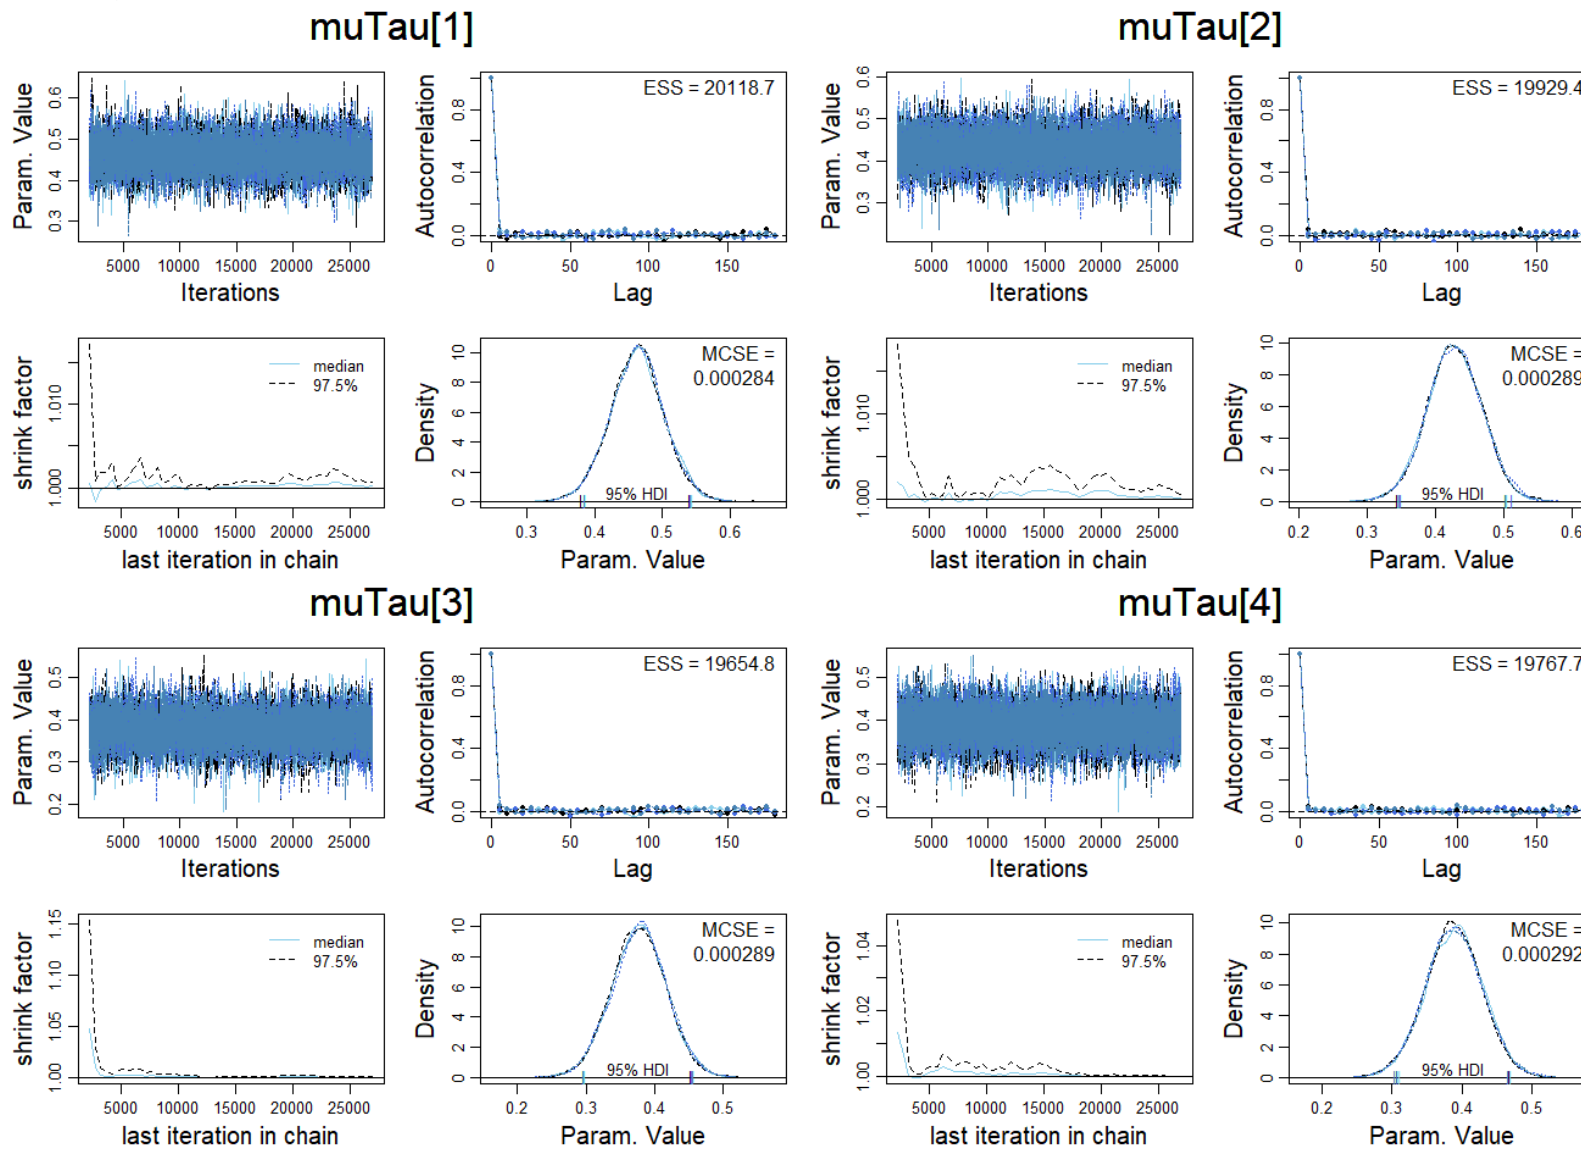 muTau[1]
Param. Value
0.3 0.4 0.5 0.6
5000 10000 15000 20000 25000
Iterations
Autocorrelation
0.0 0.4 0.8
ESS = 20118.7
0 50 100 150
Lag
shrink factor
1.000 1.010
median
97.5%
5000 10000 15000 20000 25000
last iteration in chain
Density
0 2 4 6 8 10
MCSE =
0.000284
95% HDI
0.3 0.4 0.5 0.6
Param. Value
muTau[2]
Param. Value
0.3 0.4 0.5 0.6
5000 10000 15000 20000 25000
Iterations
Autocorrelation
0.0 0.4 0.8
ESS = 19929.4
0 50 100 150
Lag
shrink factor
1.000 1.010
median
97.5%
5000 10000 15000 20000 25000
last iteration in chain
Density
0 2 4 6 8 10
MCSE =
0.000289
95% HDI
0.2 0.3 0.4 0.5 0.6
Param. Value
muTau[3]
Param. Value
0.2 0.3 0.4 0.5
5000 10000 15000 20000 25000
Iterations
Autocorrelation
0.0 0.4 0.8
ESS = 19654.8
0 50 100 150
Lag
shrink factor
1.00 1.05 1.10 1.15
median
97.5%
5000 10000 15000 20000 25000
last iteration in chain
Density
0 2 4 6 8 10
MCSE =
0.000289
95% HDI
0.2 0.3 0.4 0.5
Param. Value
muTau[4]
Param. Value
0.2 0.3 0.4 0.5
5000 10000 15000 20000 25000
Iterations
Autocorrelation
0.0 0.4 0.8
ESS = 19767.7
0 50 100 150
Lag
shrink factor
1.00 1.02 1.04
median
97.5%
5000 10000 15000 20000 25000
last iteration in chain
Density
0 2 4 6 8 10
MCSE =
0.000292
95% HDI
0.2 0.3 0.4 0.5
Param. Value